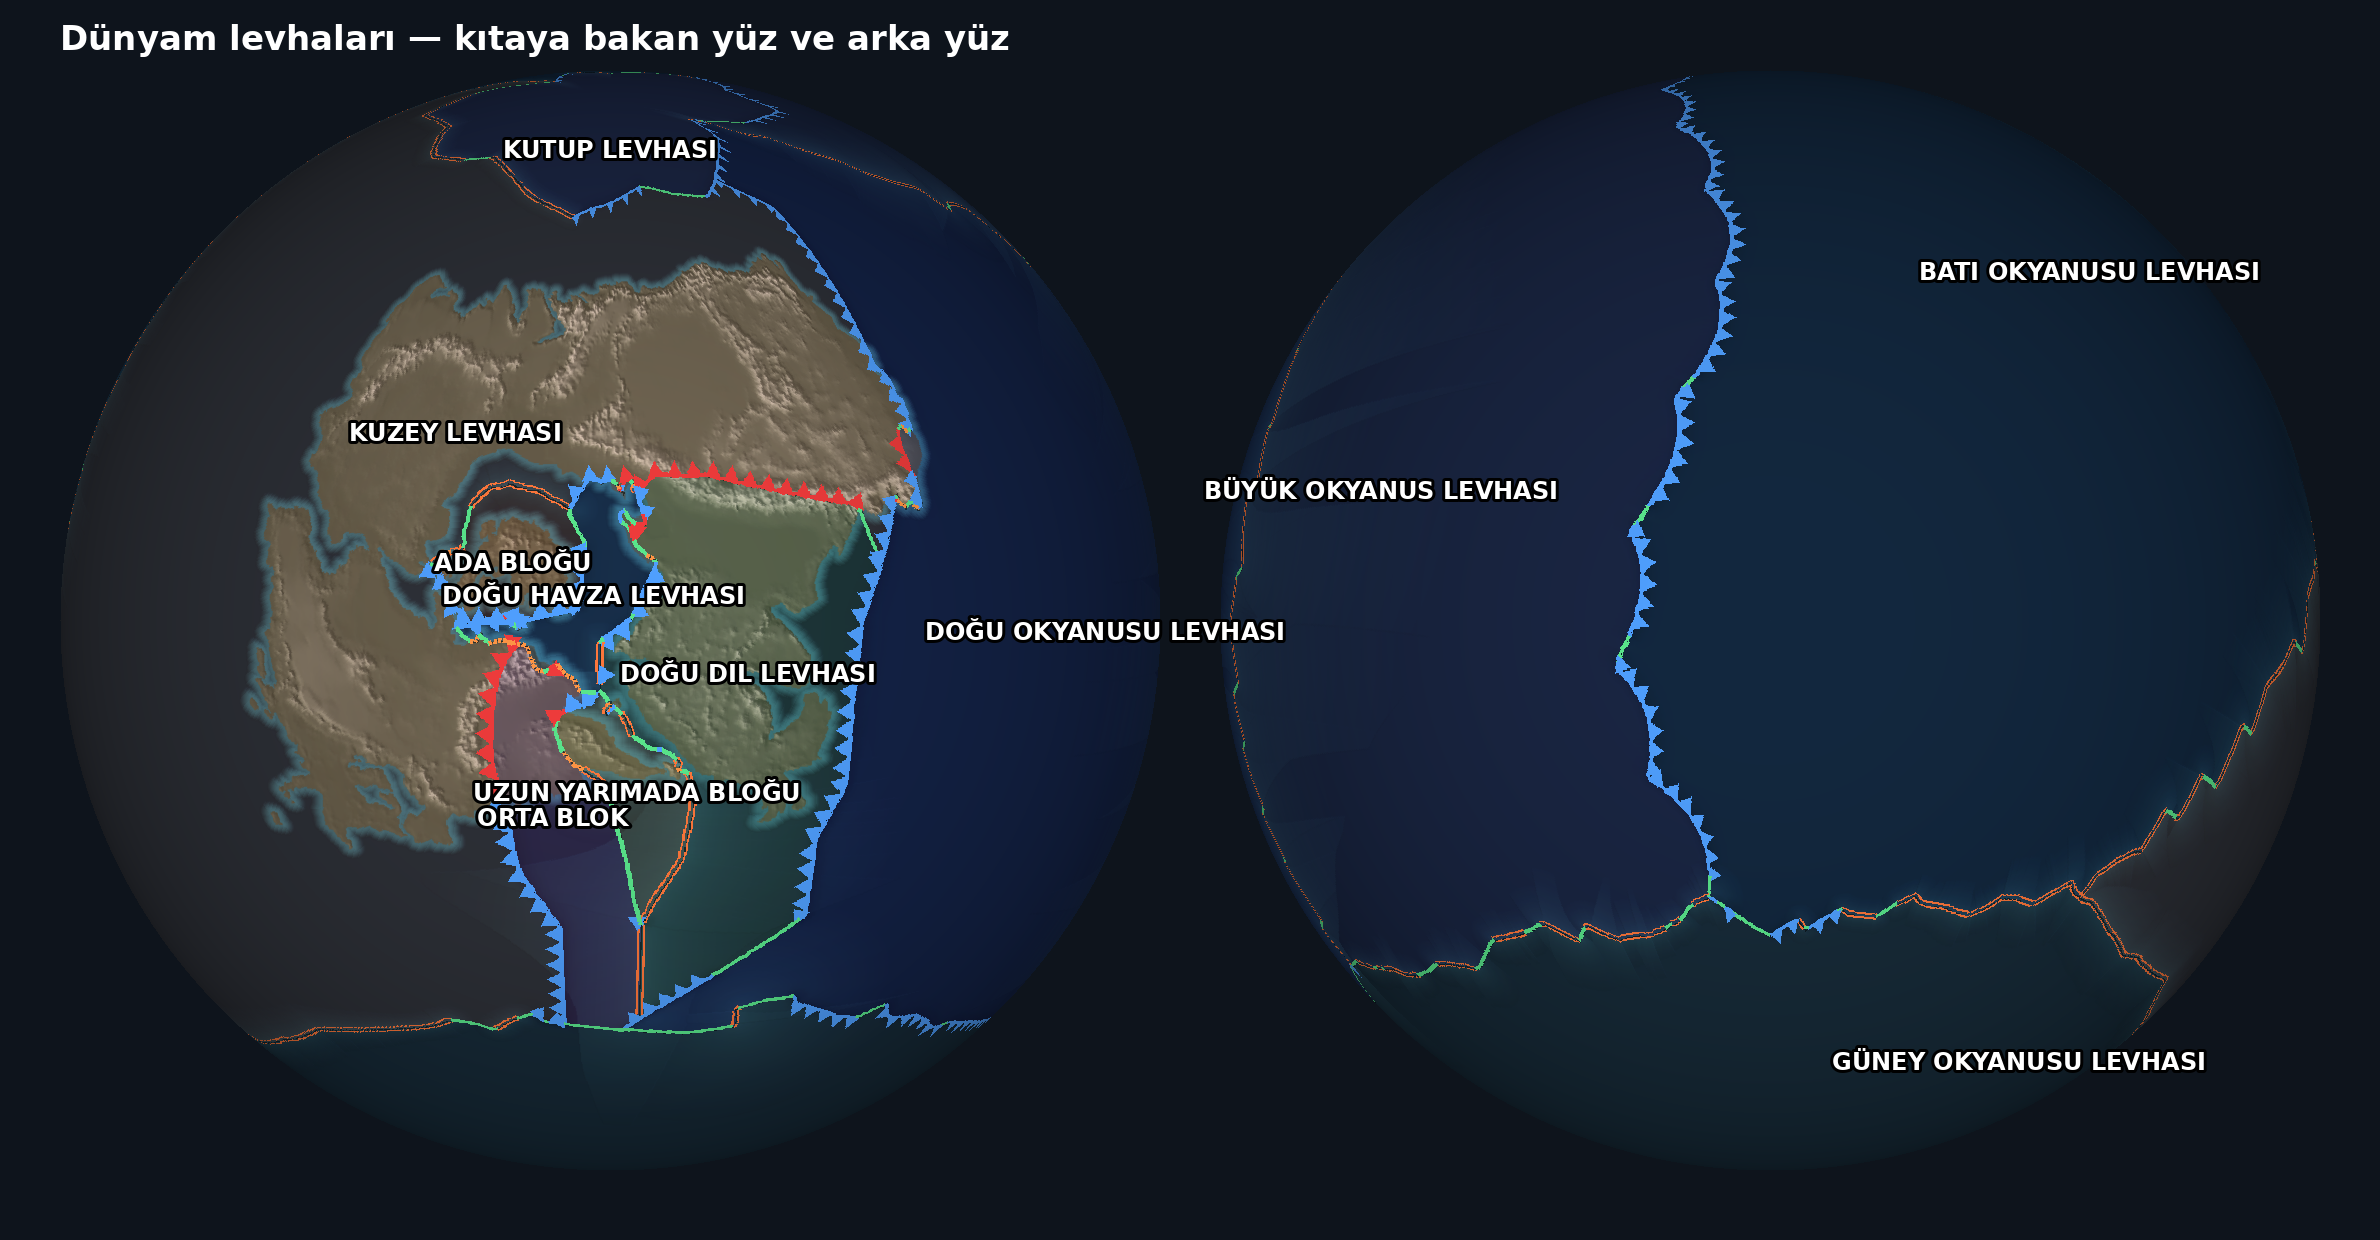 Dünyam levhaları — kıtaya bakan yüz ve arka yüz
KUTUP LEVHASI
BATI OKYANUSU LEVHASI
KUZEY LEVHASI
BÜYÜK OKYANUS LEVHASI
ADA BLOĞU
DOĞU HAVZA LEVHASI
DOĞU OKYANUSU LEVHASI
DOĞU DIL LEVHASI
UZUN YARIMADA BLOĞU
ORTA BLOK
GÜNEY OKYANUSU LEVHASI